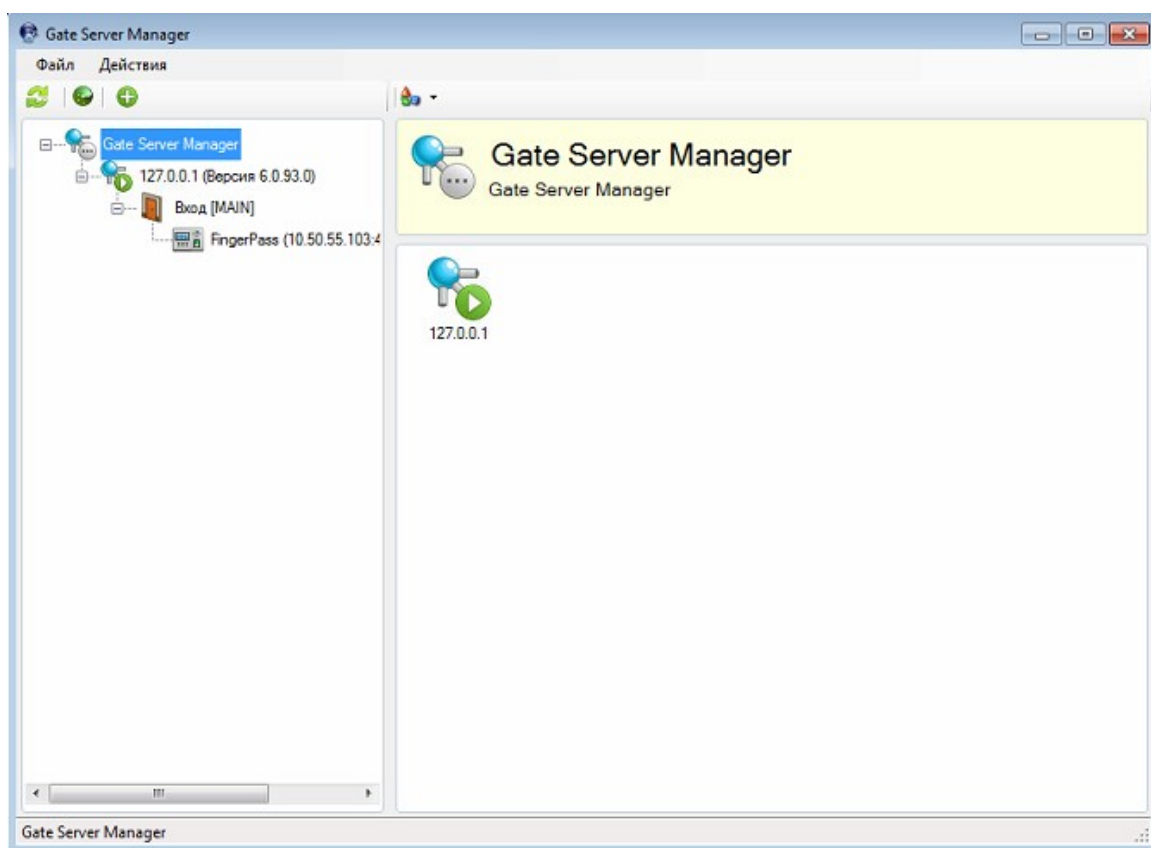 Gate Server Manager
Файл Действия
Gate Server Manager
127.0.0.1 (Версия 6.0.93.0)
Вход [MAIN]
FingerPass (10.50.55.103:4
Gate Server Manager
Gate Server Manager
127.0.0.1
Gate Server Manager